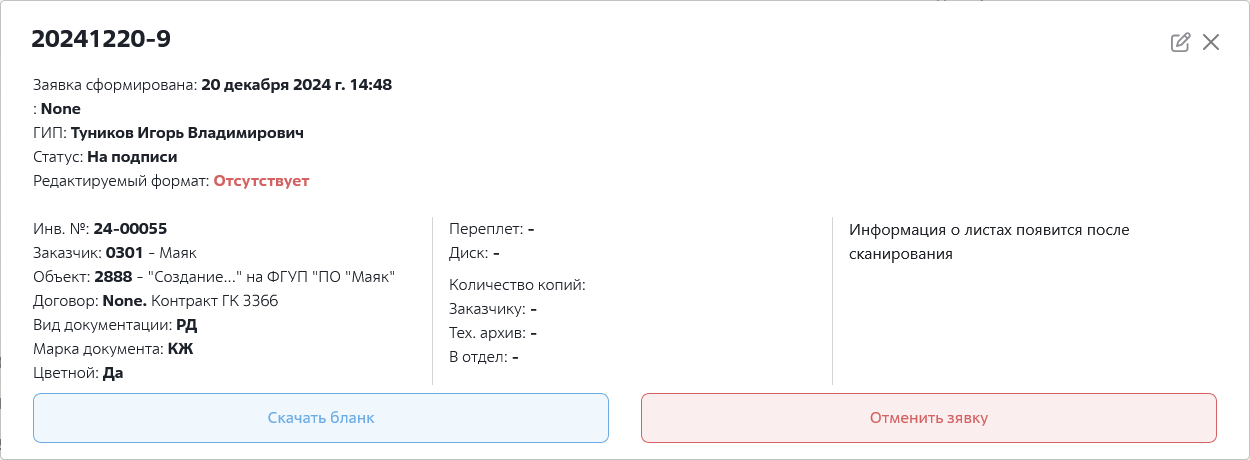 20241220-9
Заявка сформирована: 20 декабря 2024 г. 14:48
: None
ГИП: Туников Игорь Владимирович
Статус: На подписи
Редактируемый формат: Отсутствует
Инв. №: 24-00055
Заказчик: 0301 - Маяк
Объект: 2888 - "Создание..." на ФГУП "ПО "Маяк"
Договор: None. Контракт ГК 3366
Вид документации: РД
Марка документа: КЖ
Цветной: Да
Переплет: -
Диск: -
Количество копий:
Заказчику: -
Тех. архив: -
В отдел: -
Информация о листах появится после
сканирования
Скачать бланк
Отменить зявку